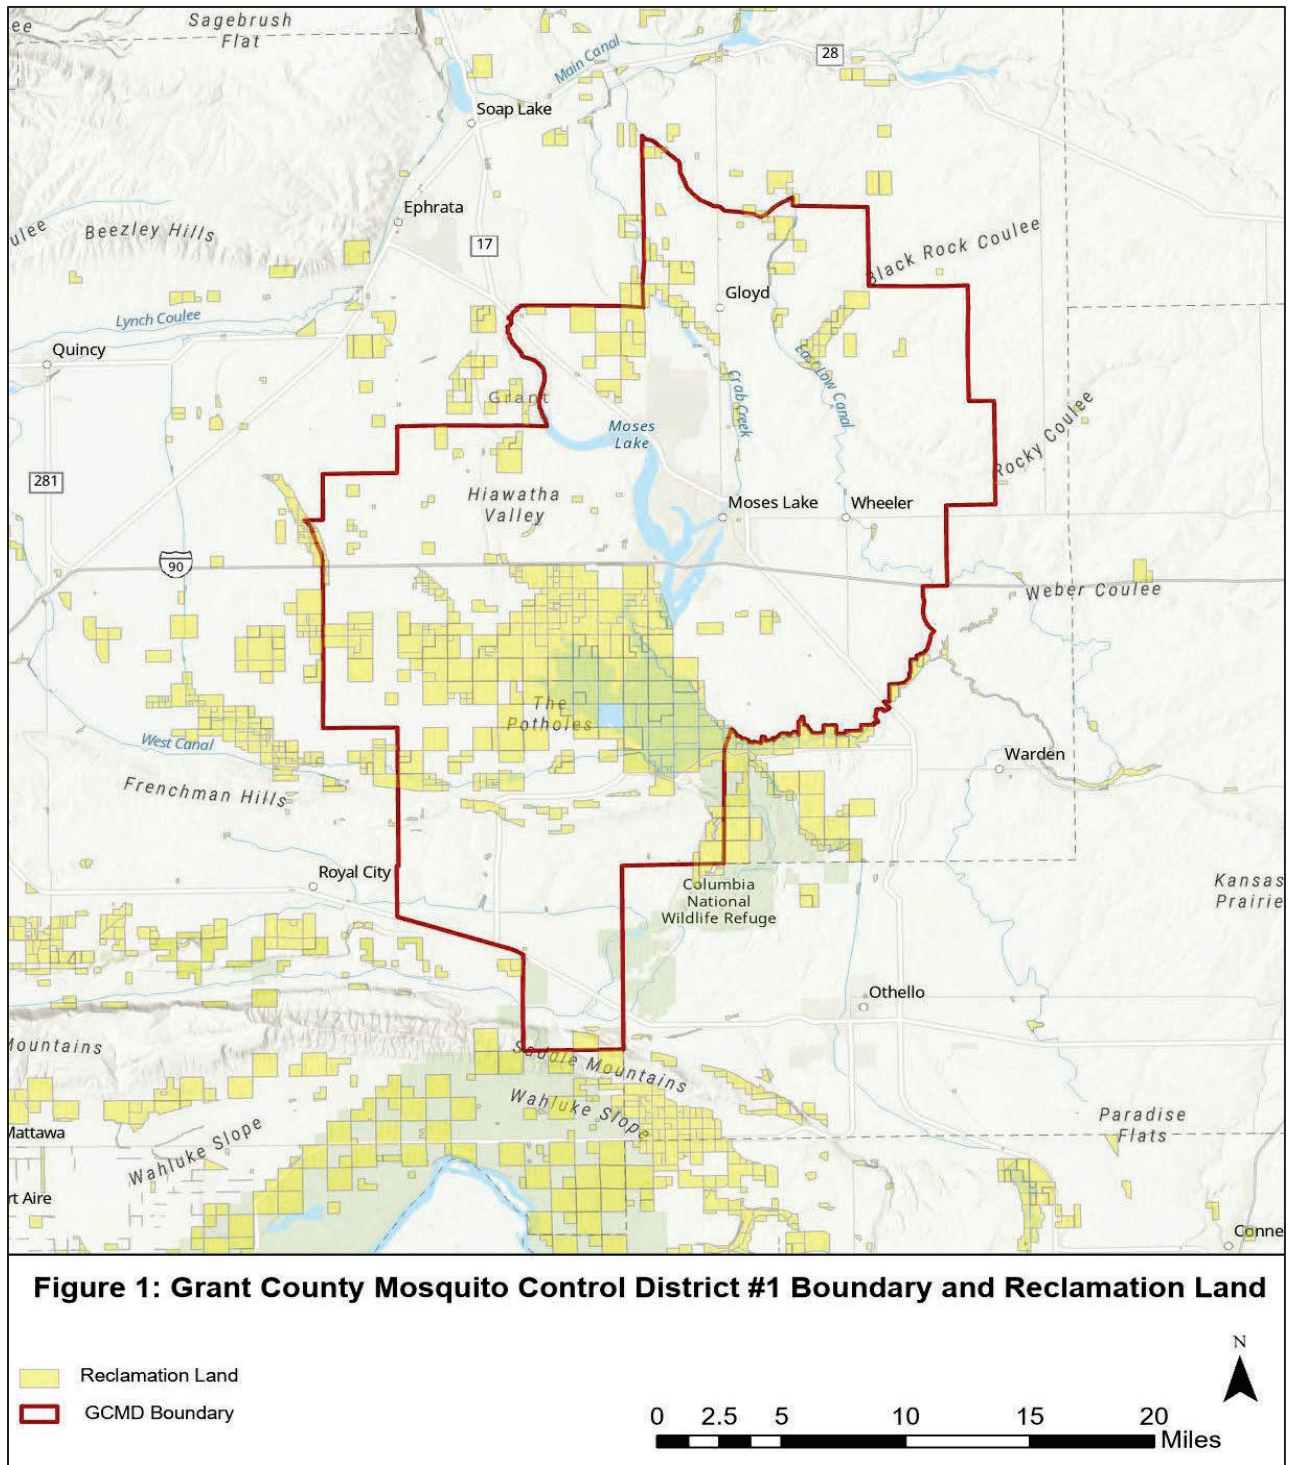 ee
Sagebrush
Flat
Main Canal
28
Soap Lake
Ephrata
ulee
Beezley Hills
17
Black Rock Coulee
Gloyd
Lynch Coulee
Quincy
East Low Canal
Crab Creek
Grant
Moses
Lake
Rocky Coulee
281
Hiawatha
Valley
Moses Lake
Wheeler
90
Weber Coulee
The
Potholes
West Canal
Warden
Frenchman Hills
Royal City
Columbia
National
Wildlife Refuge
Kansas
Prairie
Othello
Mountains
Saddle Mountains
Wahluke Slope
Paradise
Flats
Mattawa
Wahluke Slope
rt Aire
Conne
Figure 1: Grant County Mosquito Control District #1 Boundary and Reclamation Land
Reclamation Land
GCMD Boundary
N
0 2.5 5 10 15 20
Miles